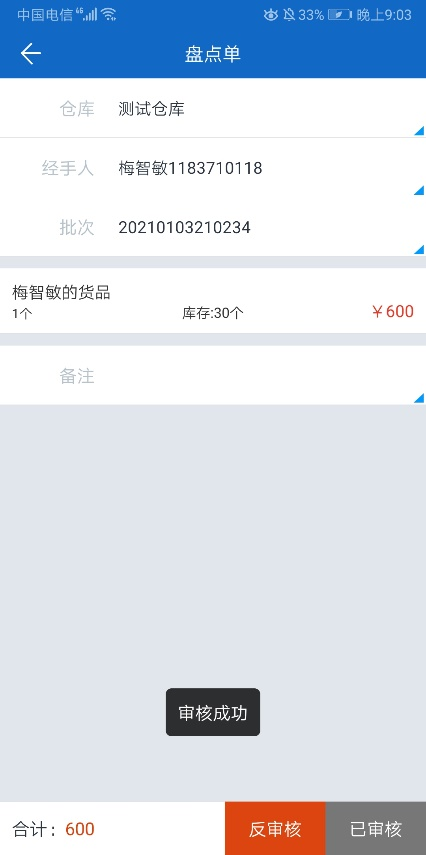 中国电信 4G 33% 晚上9:03
盘点单
仓库 测试仓库
经手人 梅智敏1183710118
批次 20210103210234
梅智敏的货品
1个 库存:30个 ￥600
备注
审核成功
合计：600 反审核 已审核